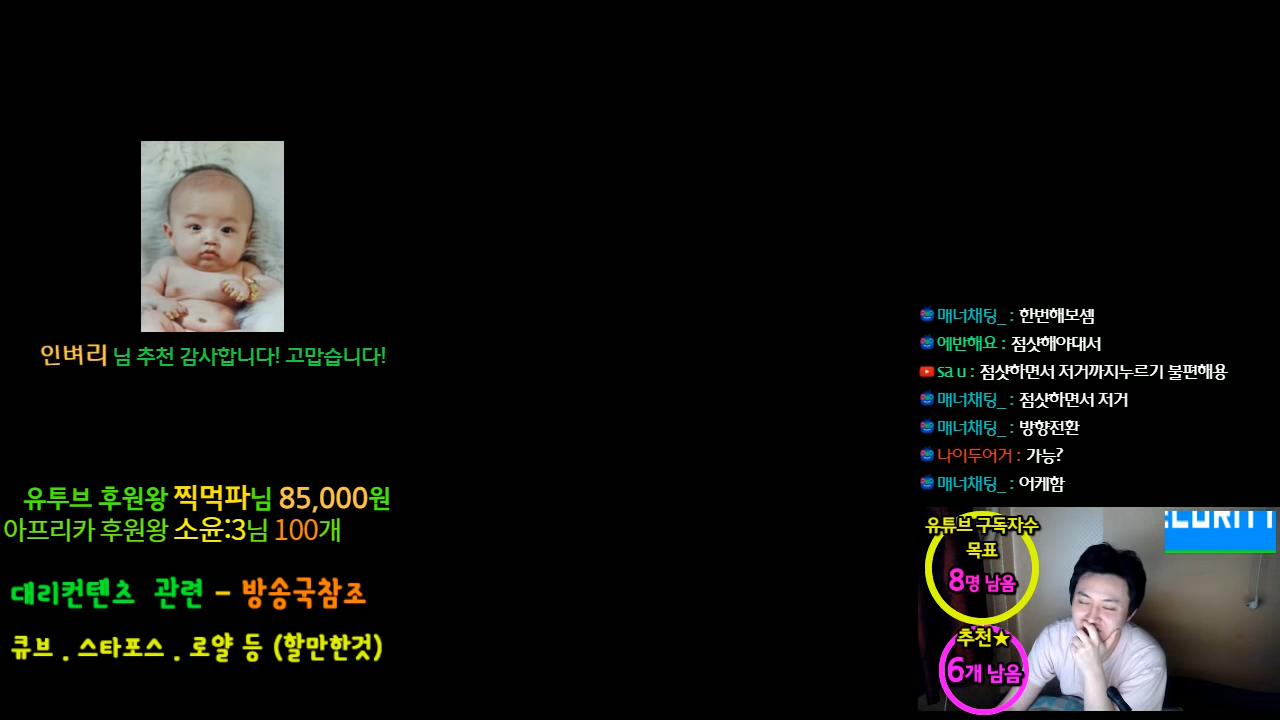 인벼리 님 추천 감사합니다! 고맙습니다!
유투브 후원왕 찍먹파님 85,000원
아프리카 후원왕 소윤:3님 100개
대리컨텐츠 관련 - 방송국참조
큐브 . 스타포스 . 로얄 등 (할만한것)
매너채팅_ : 한번해보셈
에반해요 : 점샷해야대서
sa u : 점샷하면서 저거까지누르기 불편해용
매너채팅_ : 점샷하면서 저거
매너채팅_ : 방향전환
나이두어거 : 가능?
매너채팅_ : 어케함
유튜브 구독자수
목표
8명 남음
추천★
6개 남음